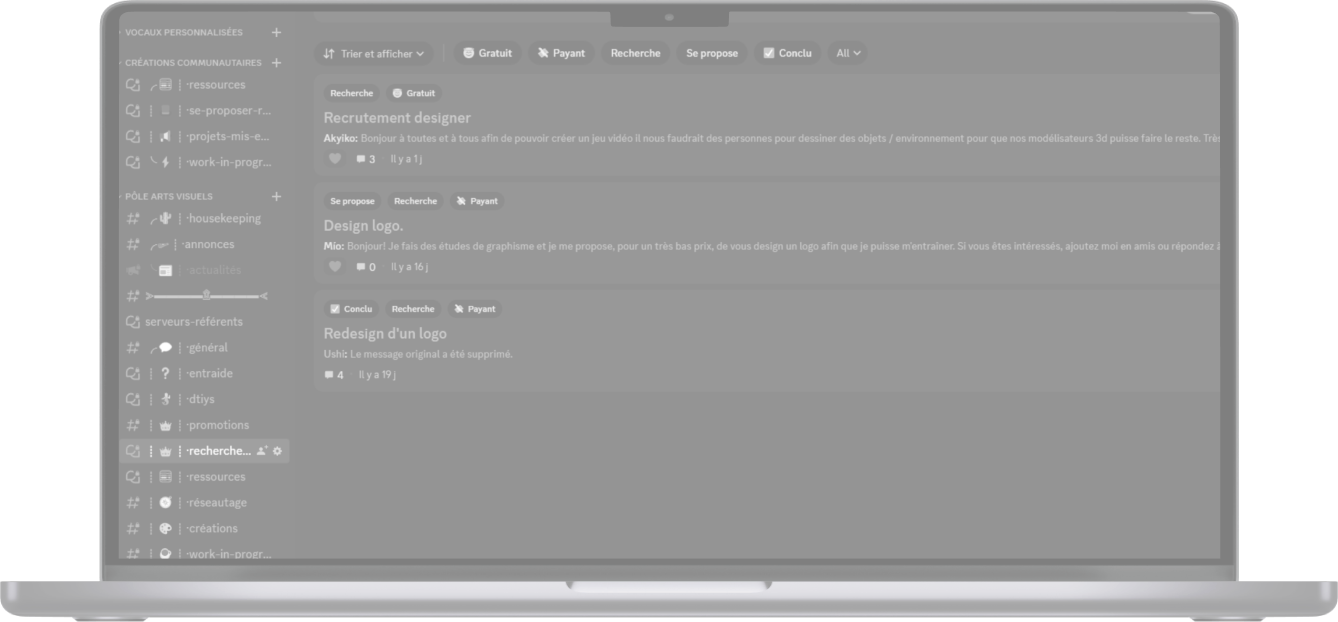 VOCAUX PERSONNALISÉES
CRÉATIONS COMMUNAUTAIRES
·ressources
·se-proposer-r...
·projets-mis-e...
·work-in-progr...
PÔLE ARTS VISUELS
·housekeeping
·annonces
·actualités
serveurs-référents
·général
·entraide
·dtiys
·promotions
·recherche...
·ressources
·réseautage
·créations
·work-in-progr...
Trier et afficher Gratuit Payant Recherche Se propose Conclu All
Recherche Gratuit
Recrutement designer
Akyiko: Bonjour à toutes et à tous afin de pouvoir créer un jeu vidéo il nous faudrait des personnes pour dessiner des objets / environnement pour que nos modélisateurs 3d puisse faire le reste. Très
3 · Il y a 1 j
Se propose Recherche Payant
Design logo.
Mio: Bonjour! Je fais des études de graphisme et je me propose, pour un très bas prix, de vous design un logo afin que je puisse m'entrainer. Si vous êtes intéressés, ajoutez moi en amis ou répondez à
0 · Il y a 16 j
Conclu Recherche Payant
Redesign d'un logo
Ushi: Le message original a été supprimé.
4 · Il y a 19 j